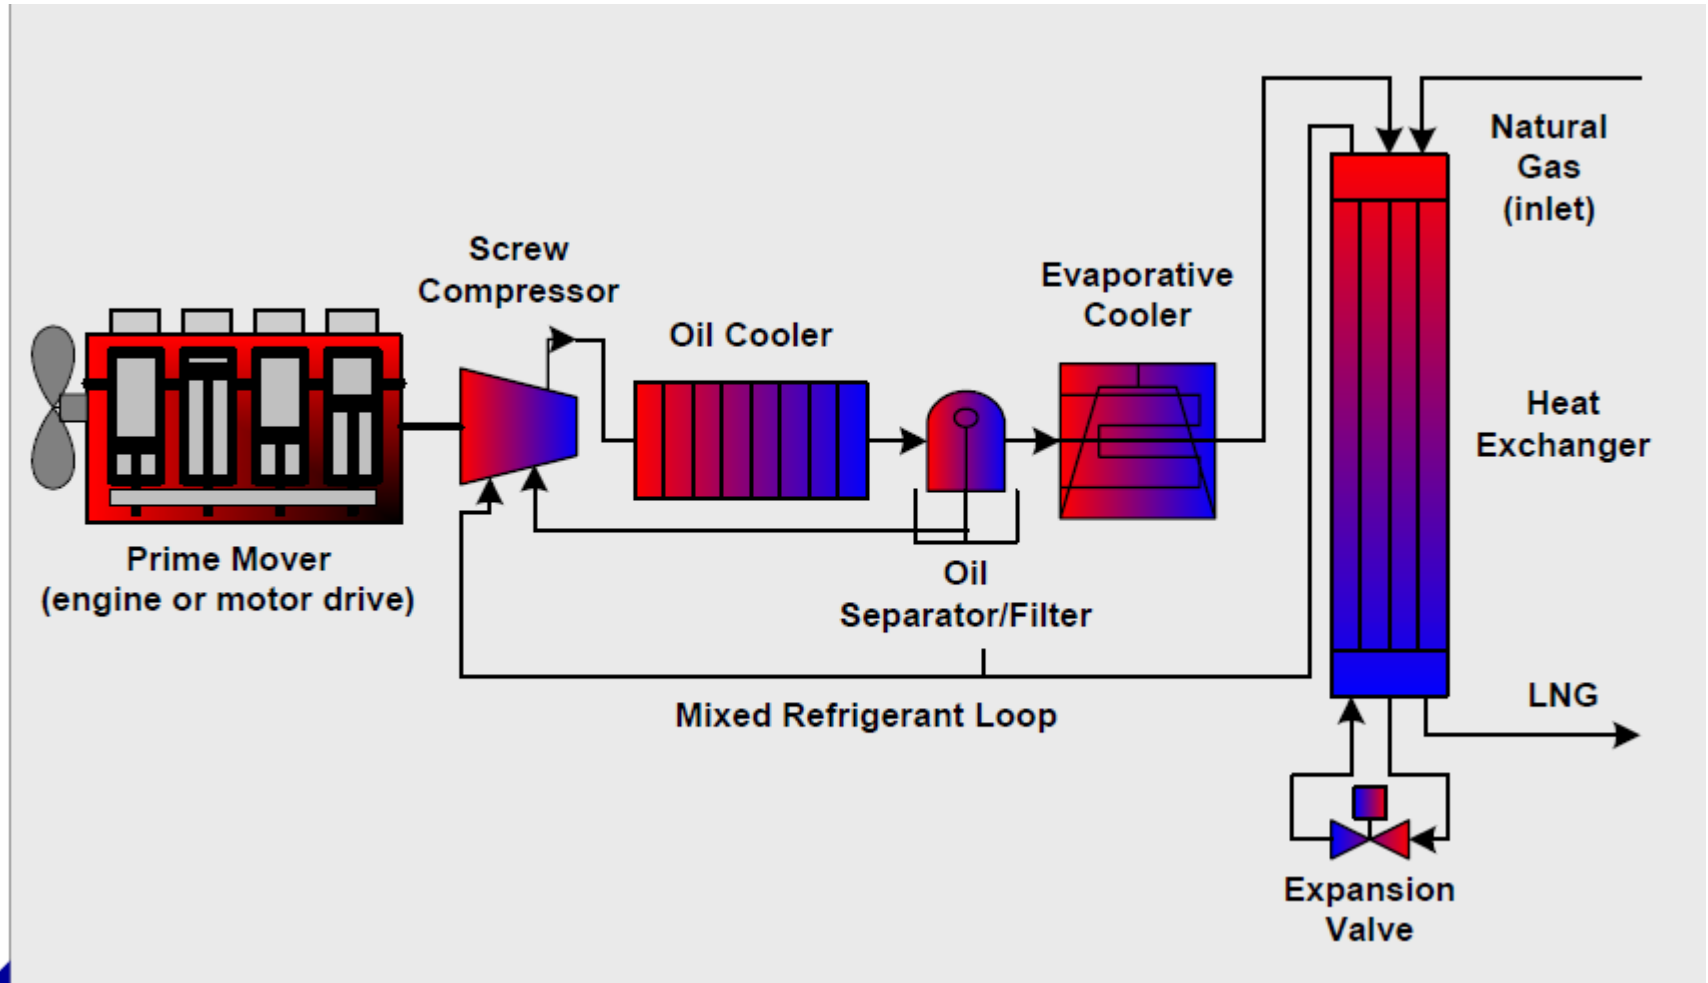 Natural
Gas
(inlet)
Screw
Compressor
Evaporative
Cooler
Oil Cooler
Heat
Exchanger
Prime Mover
(engine or motor drive)
Oil
Separator/Filter
LNG
Mixed Refrigerant Loop
Expansion
Valve